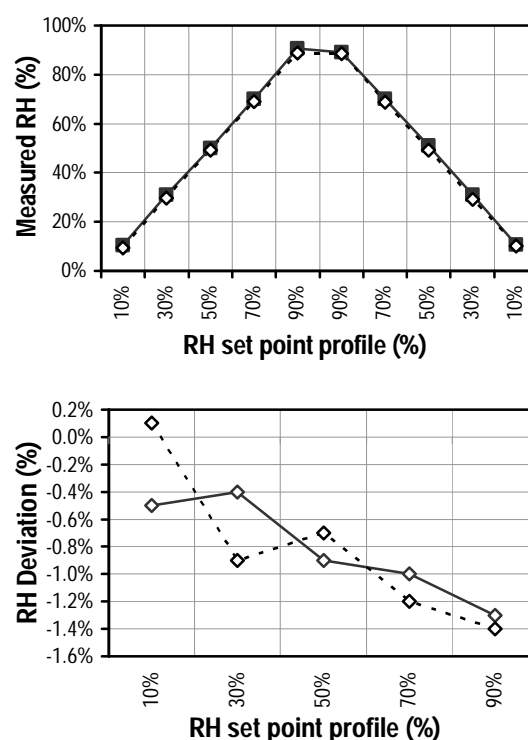 100%
80%
60%
40%
20%
0%
Measured RH (%)
10% 30% 50% 70% 90% 90% 70% 50% 30% 10%
RH set point profile (%)
0.2%
0.0%
-0.2%
-0.4%
-0.6%
-0.8%
-1.0%
-1.2%
-1.4%
-1.6%
RH Deviation (%)
10% 30% 50% 70% 90%
RH set point profile (%)